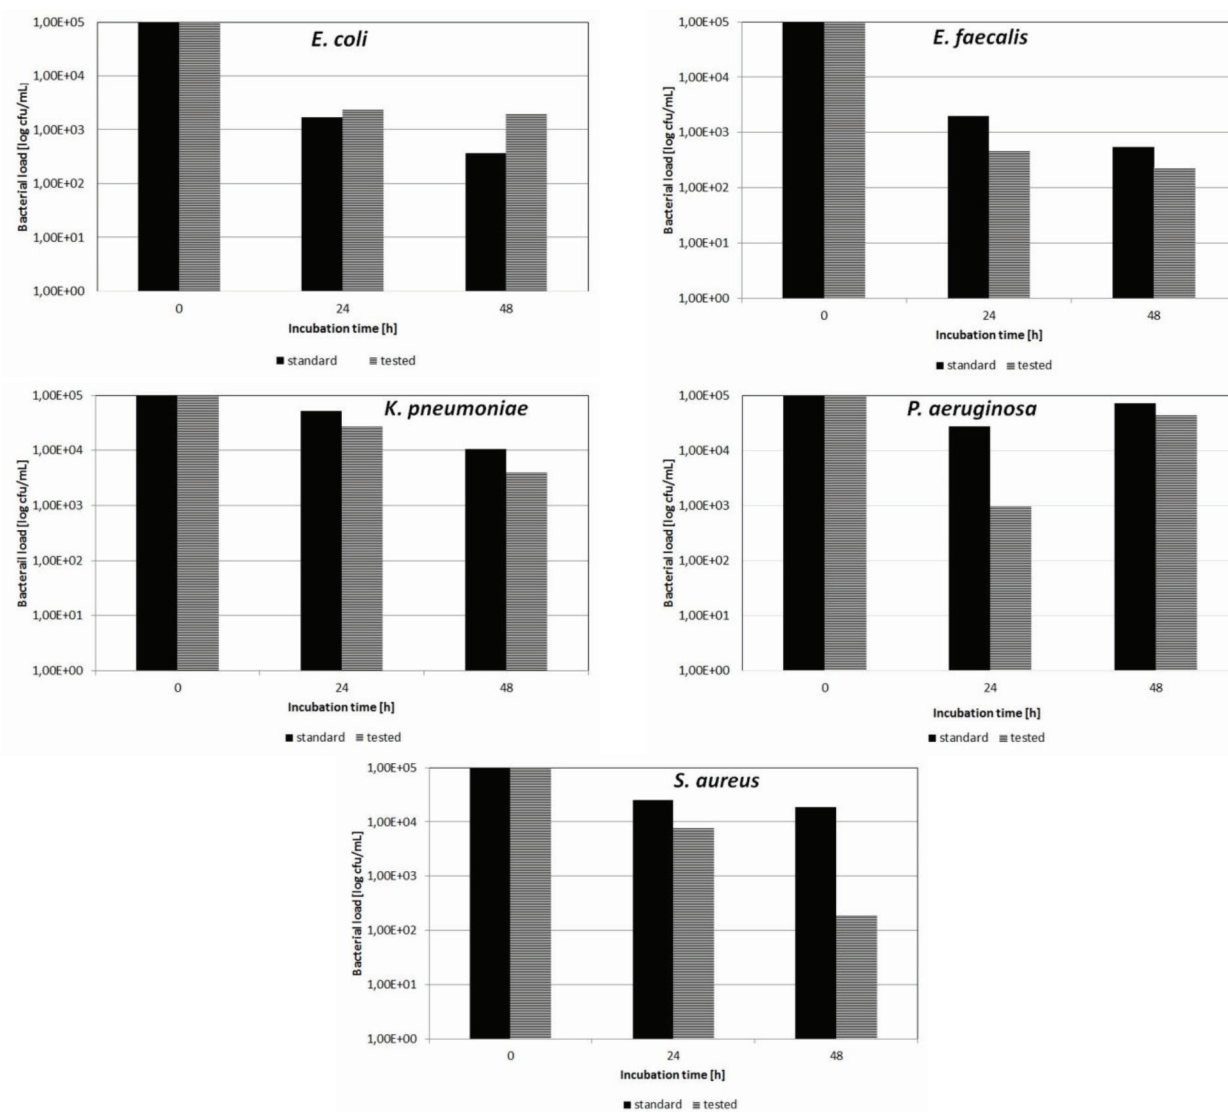 E. coli
Bacterial load [log cfu/mL]
1,00E+05
1,00E+04
1,00E+03
1,00E+02
1,00E+01
1,00E+00
0 24 48
Incubation time [h]
standard tested
E. faecalis
Bacterial load [log cfu/mL]
1,00E+05
1,00E+04
1,00E+03
1,00E+02
1,00E+01
1,00E+00
0 24 48
Incubation time [h]
standard tested
K. pneumoniae
Bacterail load [log cfu/mL]
1,00E+05
1,00E+04
1,00E+03
1,00E+02
1,00E+01
1,00E+00
0 24 48
Incubation time [h]
standard tested
P. aeruginosa
Bacterial load [log cfu/mL]
1,00E+05
1,00E+04
1,00E+03
1,00E+02
1,00E+01
1,00E+00
0 24 48
Incubation time [h]
standard tested
S. aureus
Bacterial load [log cfu/mL]
1,00E+05
1,00E+04
1,00E+03
1,00E+02
1,00E+01
1,00E+00
0 24 48
Incubation time [h]
standard tested